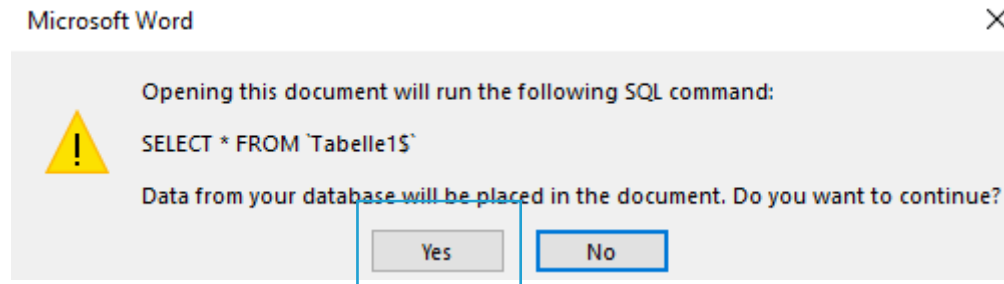 Microsoft Word
Opening this document will run the following SQL command:
SELECT * FROM `Tabelle1$`
Data from your database will be placed in the document. Do you want to continue?
Yes No